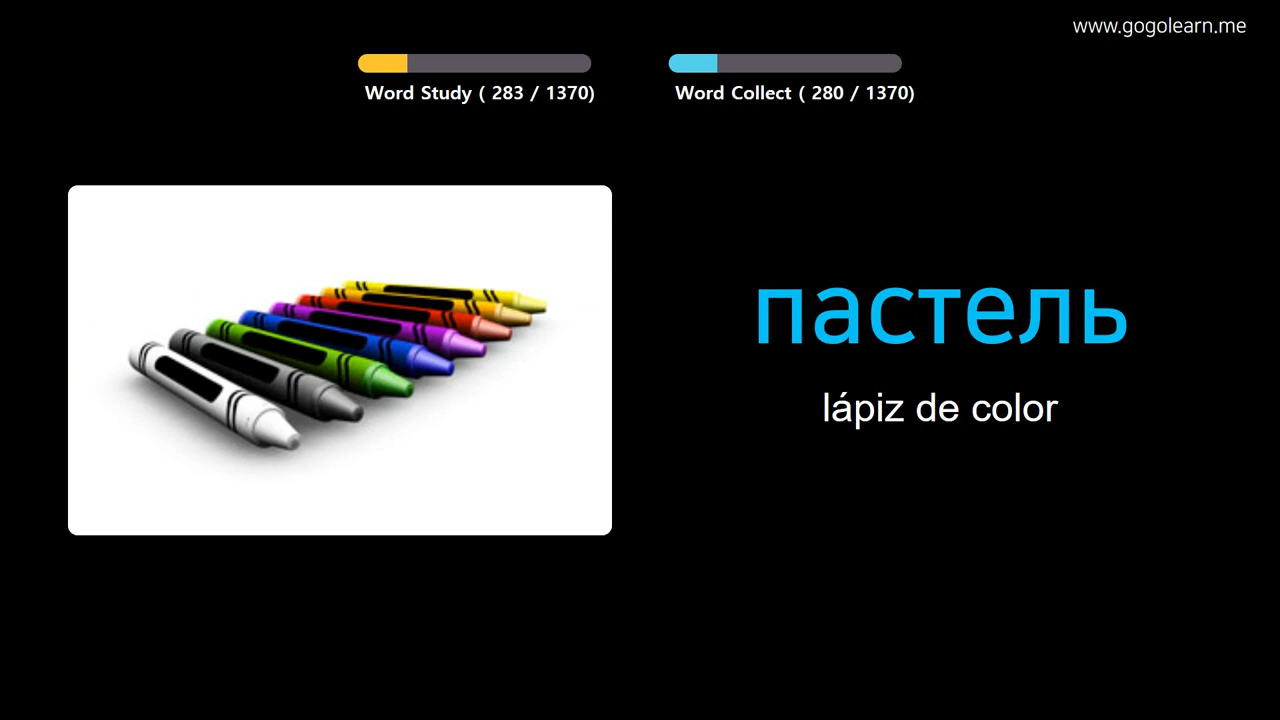 www.gogolearn.me
Word Study ( 283 / 1370)
Word Collect ( 280 / 1370)
пастель
lápiz de color